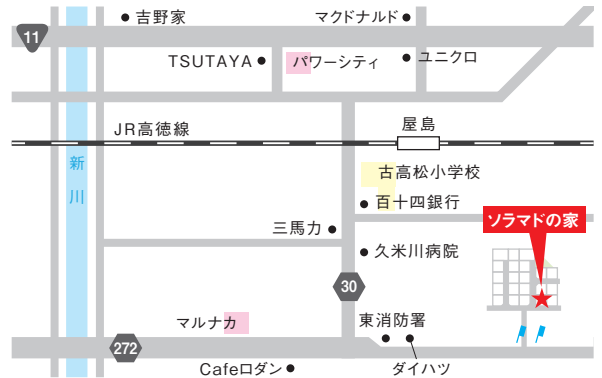 吉野家
マクドナルド
11
TSUTAYA
パワーシティ
ユニクロ
JR高徳線
屋島
新川
古高松小学校
百十四銀行
ソラマドの家
三馬力
久米川病院
30
マルナカ
東消防署
272
Cafeロダン
ダイハツ